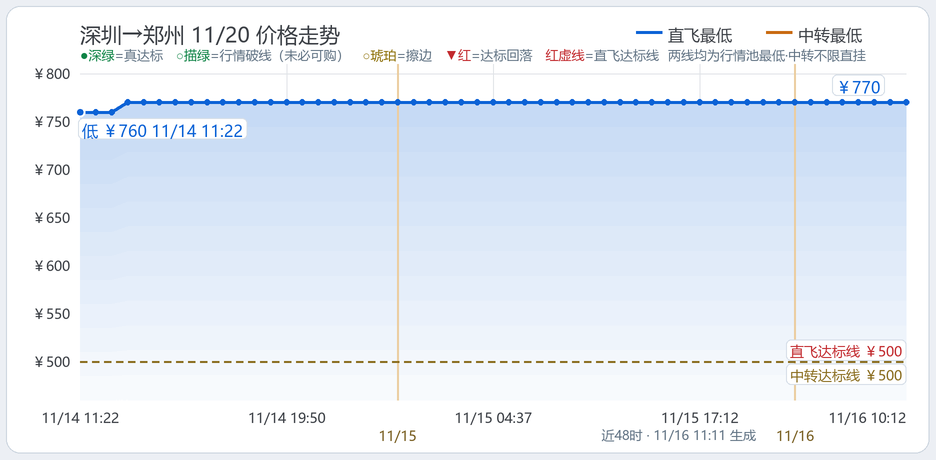 深圳→郑州 11/20 价格走势
直飞最低 中转最低
●深绿=真达标 ○描绿=行情破线（未必可购） ○琥珀=擦边 ▼红=达标回落 红虚线=直飞达标线 两线均为行情池最低·中转不限直挂
¥800
¥770
¥750
低 ¥760 11/14 11:22
¥700
¥650
¥600
¥550
直飞达标线 ¥500
¥500
中转达标线 ¥500
11/14 11:22 11/14 19:50 11/15 04:37 11/15 17:12 11/16 10:12
11/15 近48时 · 11/16 11:11 生成 11/16